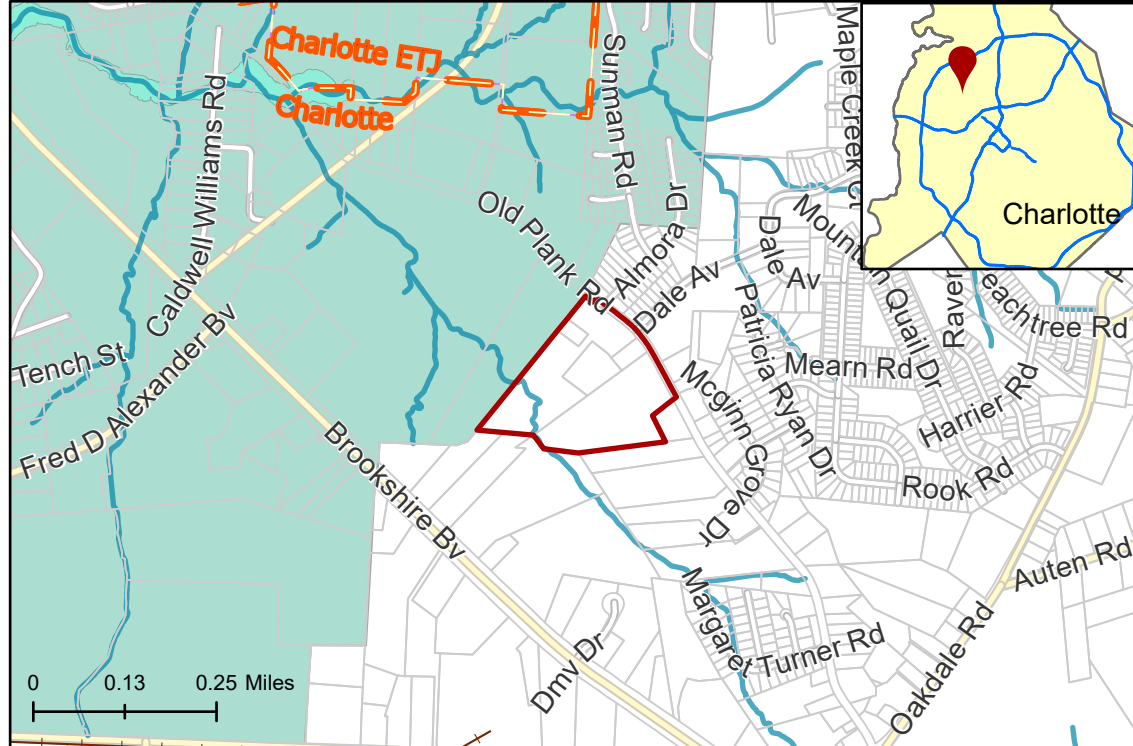 Charlotte ETJ
Charlotte
Caldwell Williams Rd
Sunman Rd
Maple Creek Ct
Charlotte
Old Plank Rd
Almora Dr
Dale Av
Dale Av
Mountain Quail Dr
Raven
eachtree Rd
Tench St
Fred D Alexander Bv
Patricia Ryan Dr
Mearn Rd
Harrier Rd
Mcginn Grove Dr
Brookshire Bv
Rook Rd
Auten Rd
Margaret Turner Rd
Dmv Dr
Oakdale Rd
0 0.13 0.25 Miles